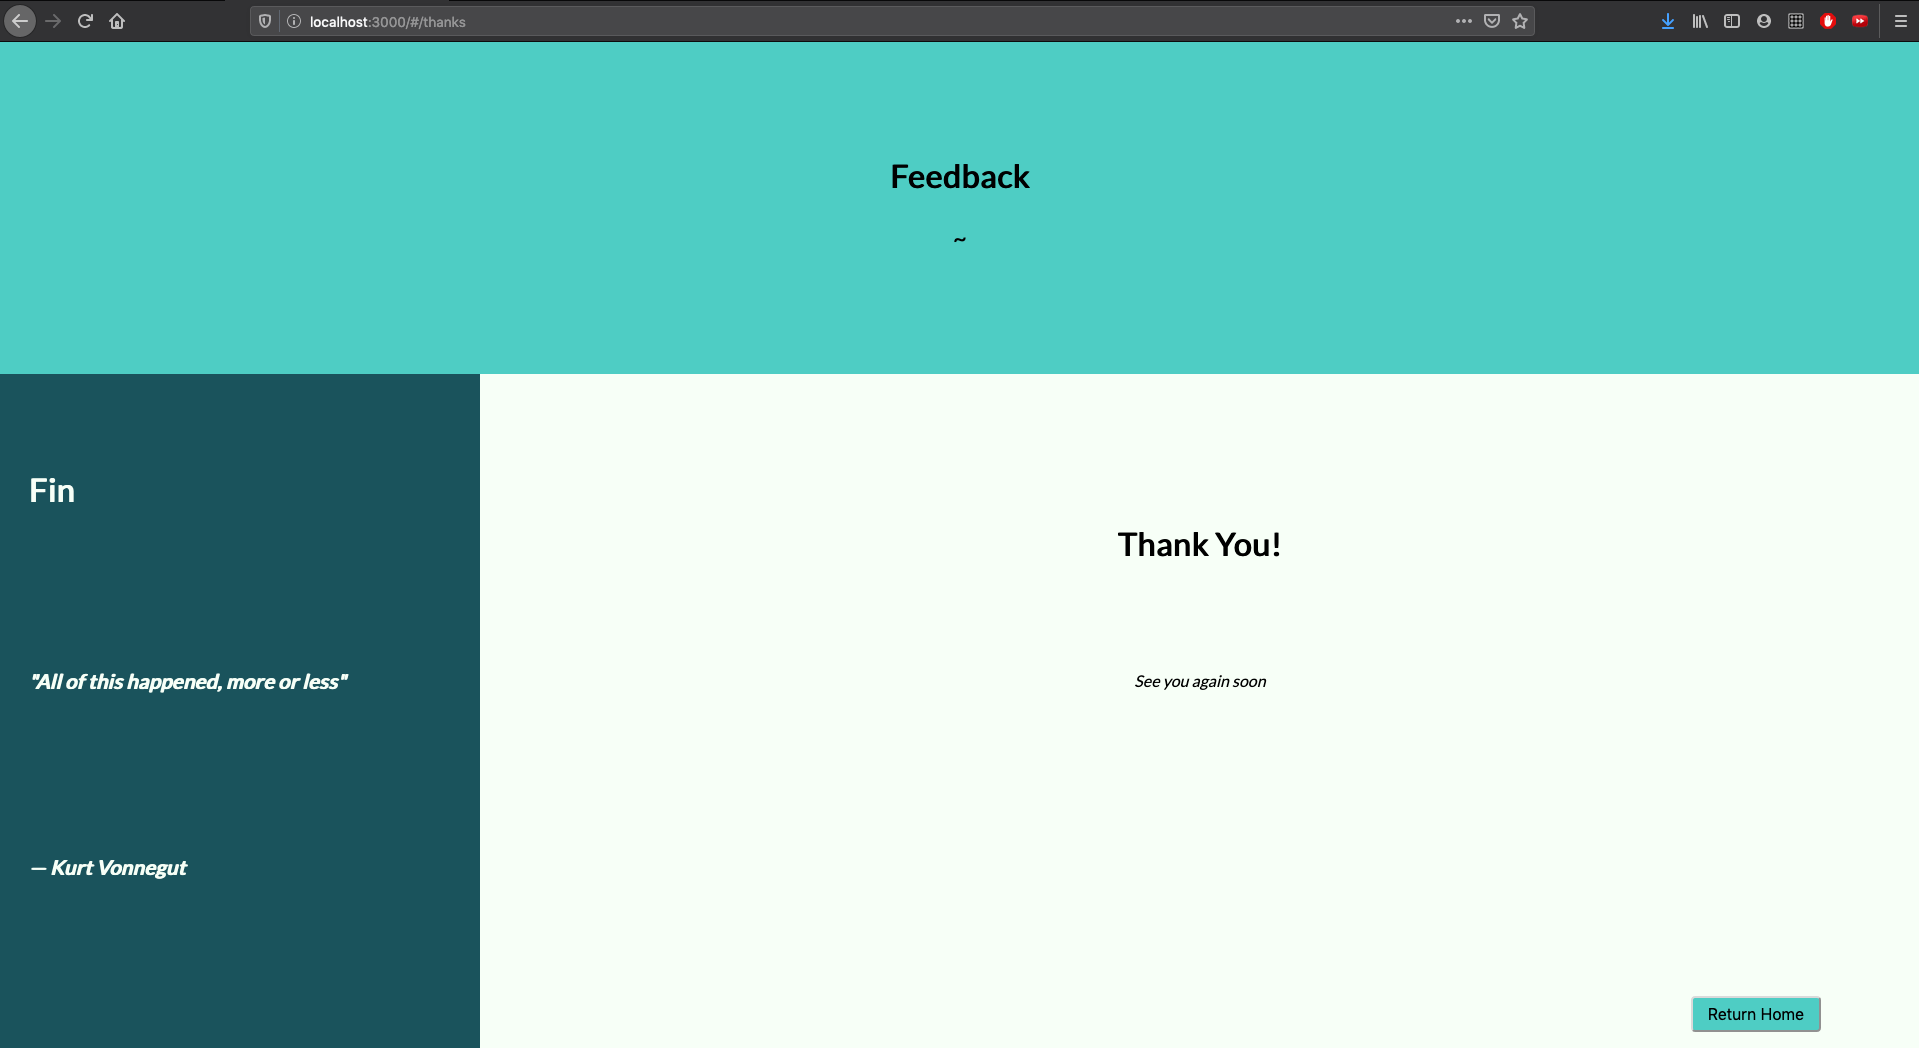 localhost:3000/#/thanks
Feedback
~
Fin
"All of this happened, more or less"
— Kurt Vonnegut
Thank You!
See you again soon
Return Home